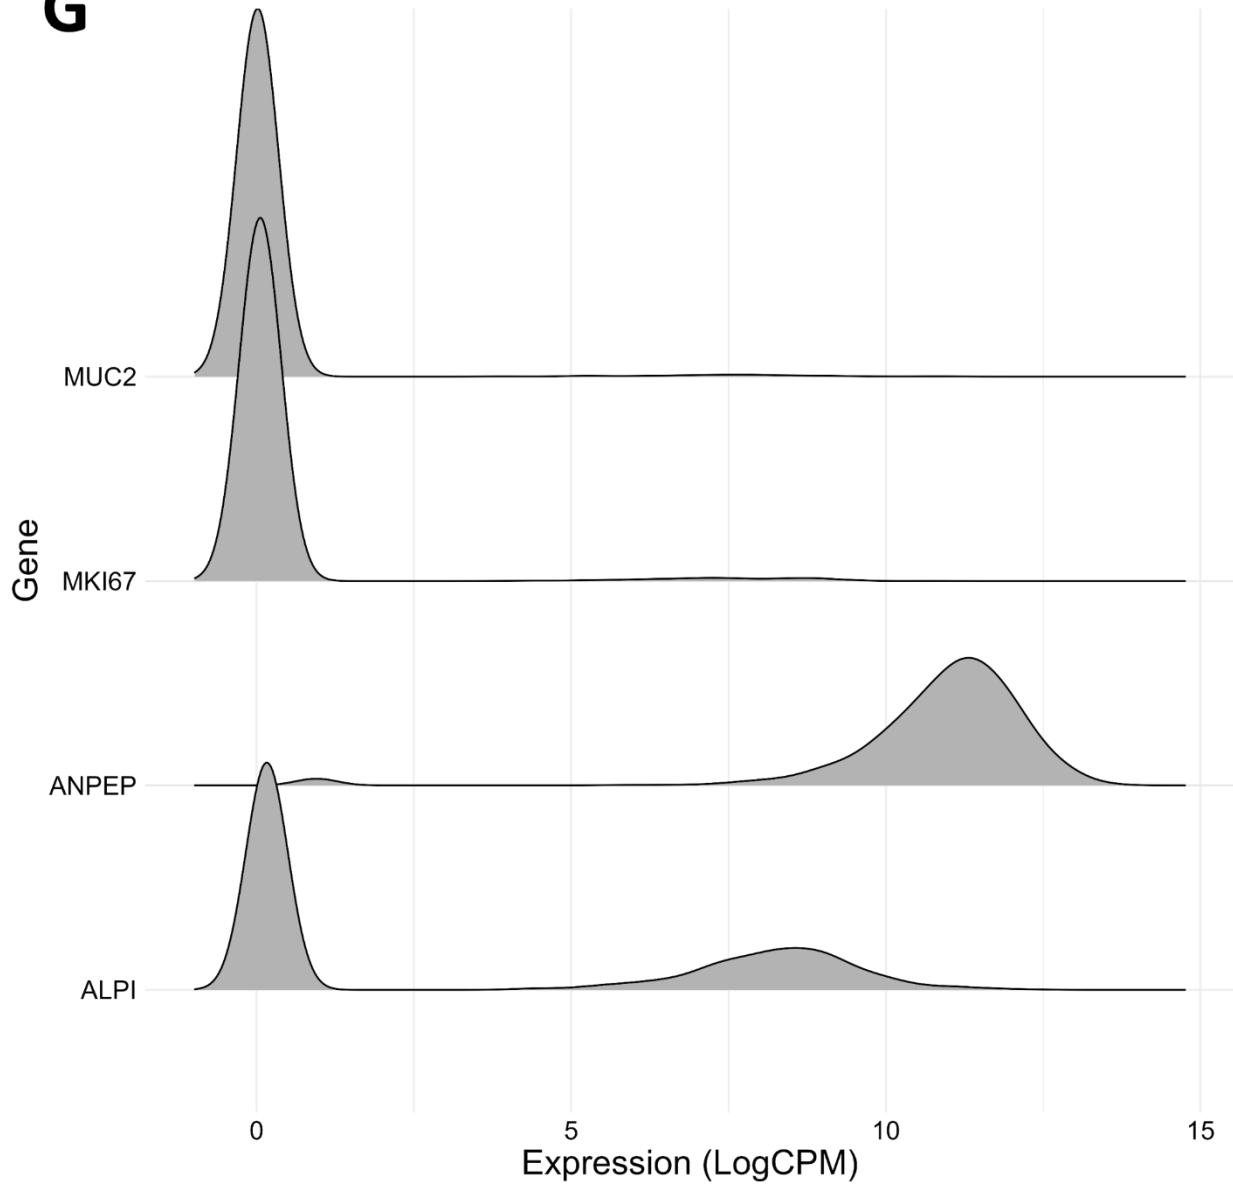 G
MUC2
MKI67
ANPEP
ALPI
Gene
0 5 10 15
Expression (LogCPM)